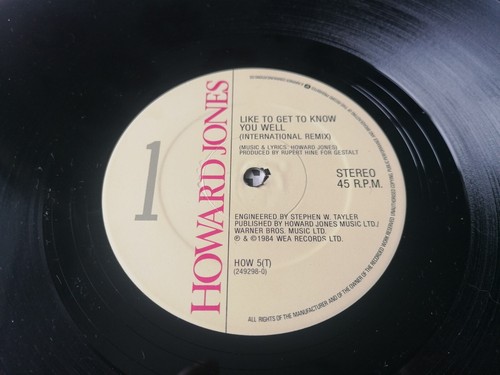 1
HOWARD JONES
LIKE TO GET TO KNOW
YOU WELL
(INTERNATIONAL REMIX)
(MUSIC & LYRICS: HOWARD JONES)
PRODUCED BY RUPERT HINE FOR GESTALT
STEREO
45 R.P.M.
ENGINEERED BY STEPHEN W. TAYLER
PUBLISHED BY HOWARD JONES MUSIC LTD./
WARNER BROS. MUSIC LTD.
℗ & ©1984 WEA RECORDS LTD.
HOW 5(T)
(249298-0)
ALL RIGHTS OF THE MANUFACTURER AND OF THE OWNER OF THE RECORDED WORK RESERVED